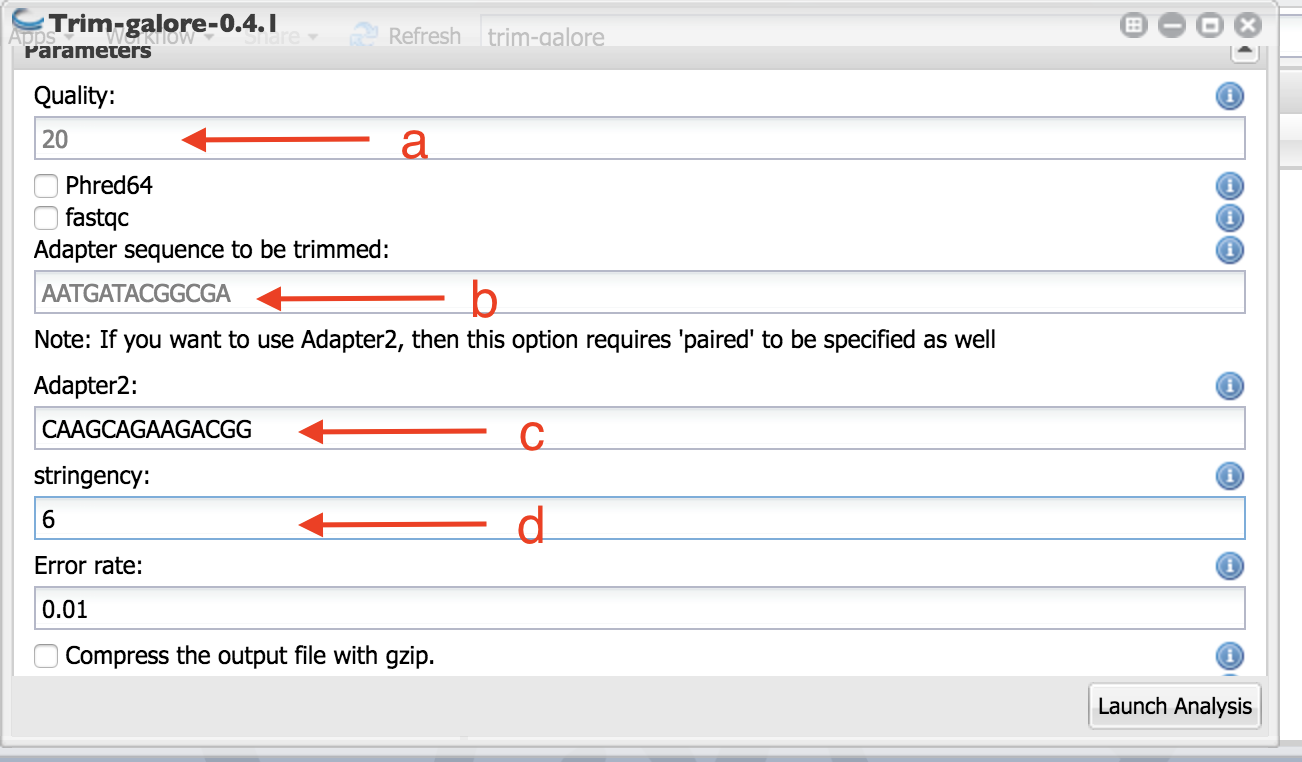 Trim-galore-0.4.1
Apps Workflow Share Refresh trim-galore
Parameters
Quality:
20 a
Phred64
fastqc
Adapter sequence to be trimmed:
AATGATACGGCGA b
Note: If you want to use Adapter2, then this option requires 'paired' to be specified as well
Adapter2:
CAAGCAGAAGACGG c
stringency:
6 d
Error rate:
0.01
Compress the output file with gzip.
Launch Analysis